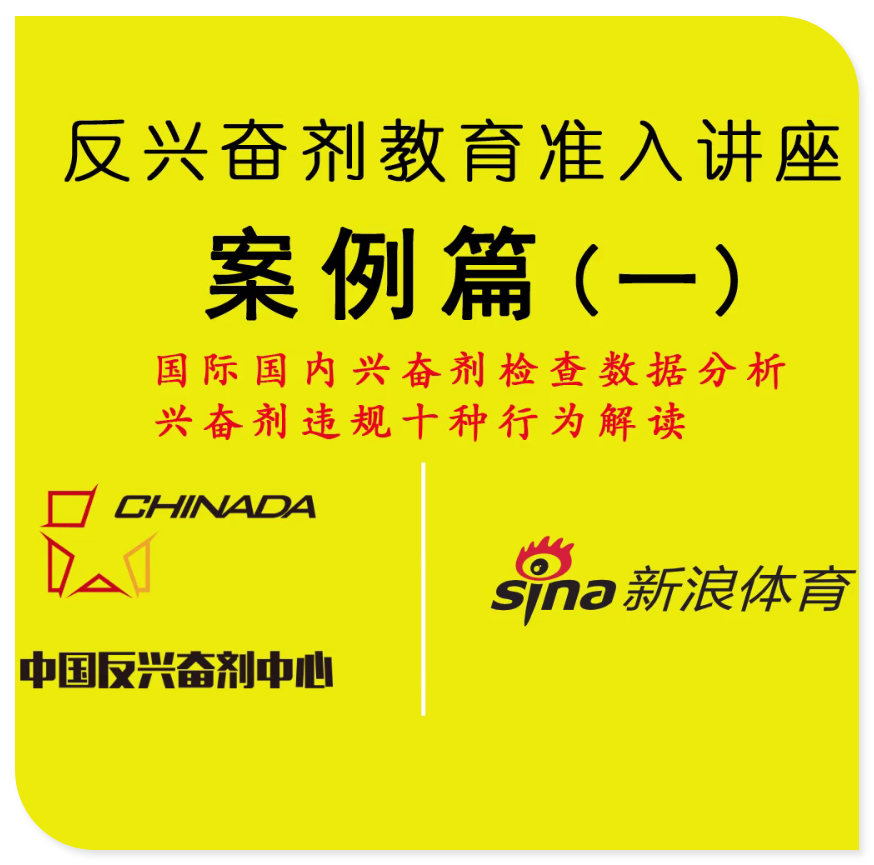 反兴奋剂教育准入讲座
案例篇(一)
国际国内兴奋剂检查数据分析
兴奋剂违规十种行为解读
CHINADA
中国反兴奋剂中心
sina新浪体育